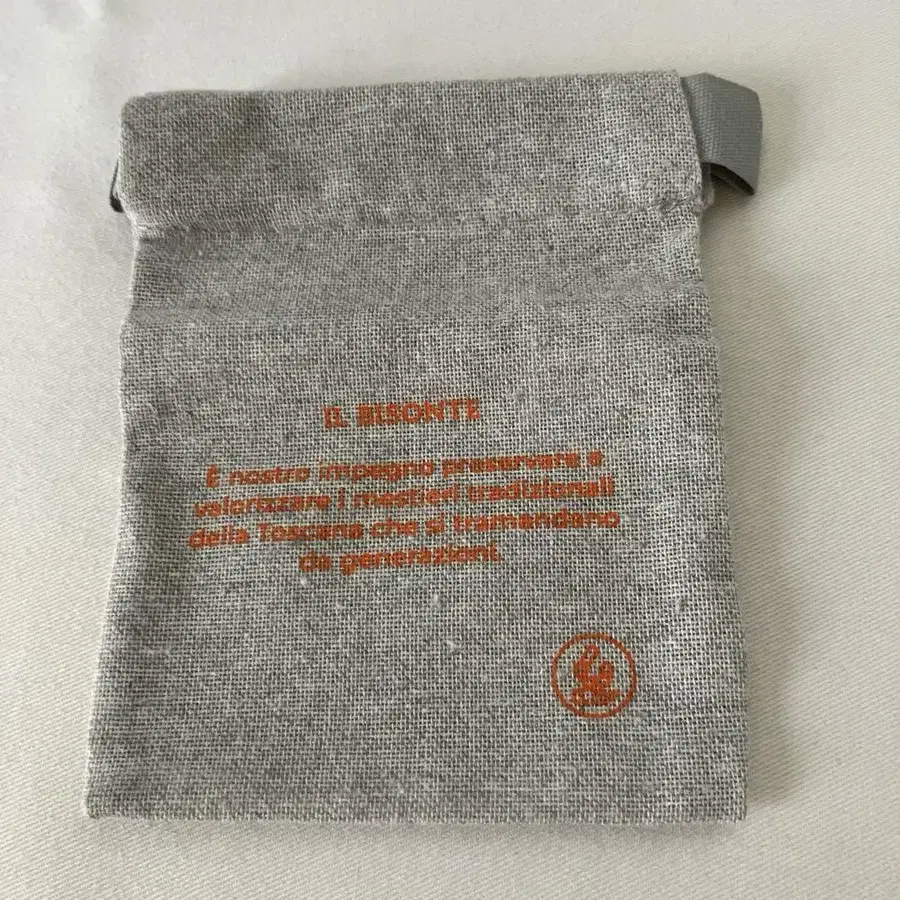 IL BISONTE
È nostro impegno preservare e
valorizzare i mestieri tradizionali
della Toscana che si tramandano
da generazioni.